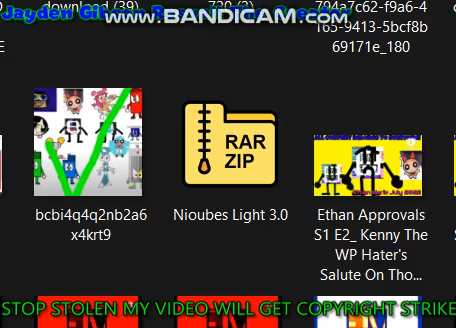 download (39)
720 (2)
794a7c62-f9a6-4
165-9413-5bcf8b
69171e_180
www.BANDICAM.com
E
RAR
ZIP
bcbi4q4q2nb2a6
x4krt9
Nioubes Light 3.0
Ethan Approvals
S1 E2_ Kenny The
WP Hater's
Salute On Tho...
STOP STOLEN MY VIDEO WILL GET COPYRIGHT STRIKE